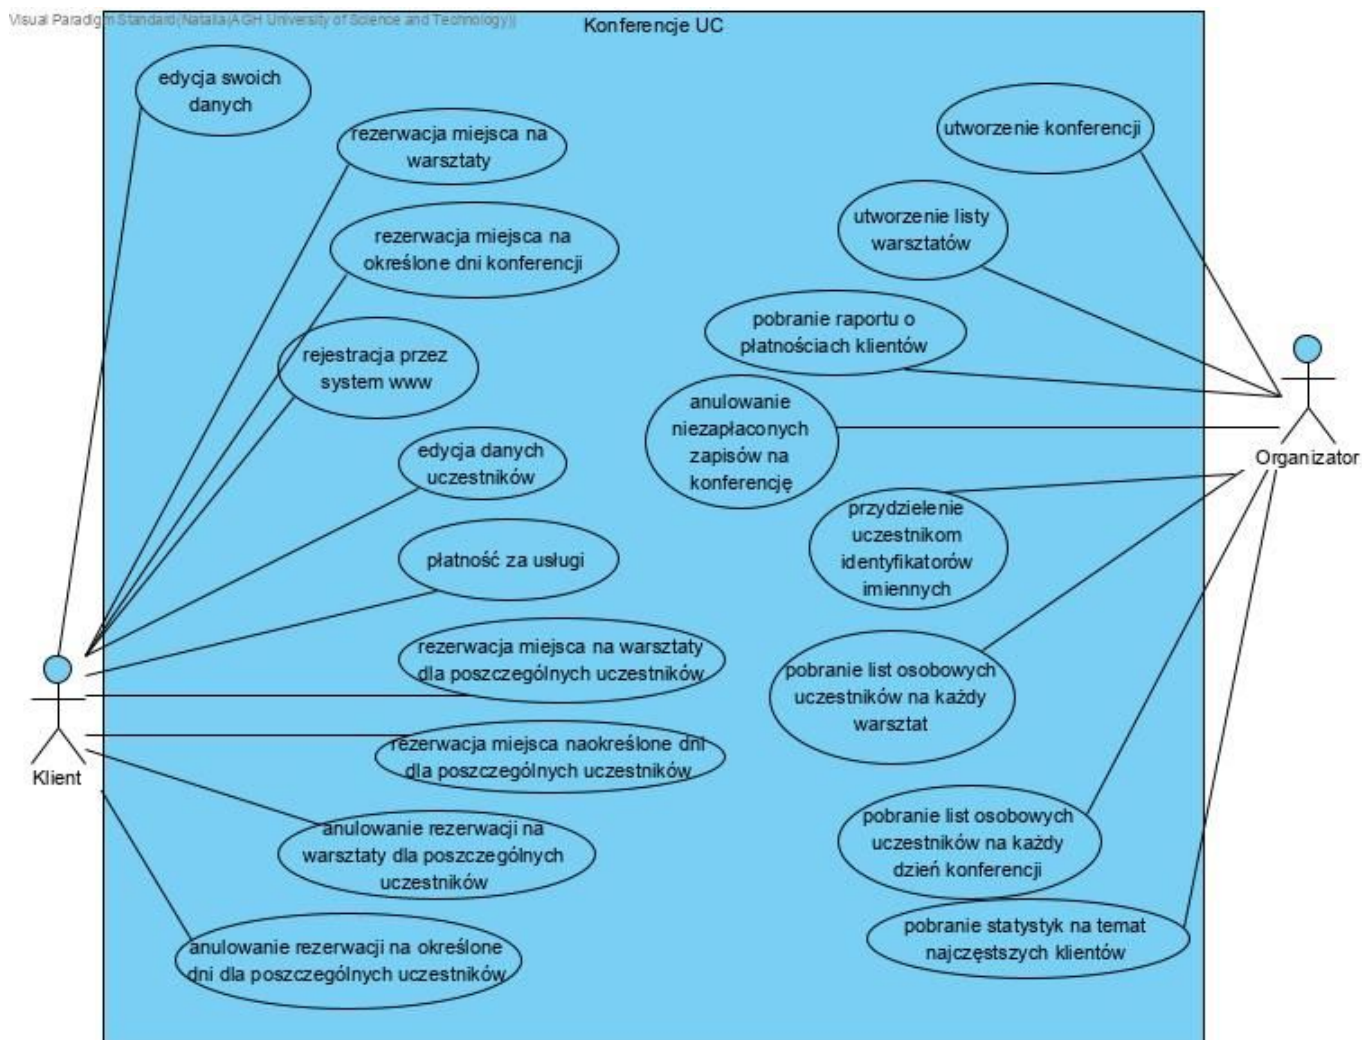 Visual Paradigm Standard(Natalia(AGH University of Science and Technology))
Konferencje UC
edycja swoich
danych
rezerwacja miejsca na
warsztaty
rezerwacja miejsca na
określone dni konferencji
rejestracja przez
system www
edycja danych
uczestników
płatność za usługi
rezerwacja miejsca na warsztaty
dla poszczególnych uczestników
rezerwacja miejsca naokreślone dni
dla poszczególnych uczestników
anulowanie rezerwacji na
warsztaty dla poszczególnych
uczestników
anulowanie rezerwacji na określone
dni dla poszczególnych uczestników
Klient
utworzenie konferencji
utworzenie listy
warsztatów
pobranie raportu o
płatnościach klientów
anulowanie
niezapłaconych
zapisów na
konferencję
przydzielenie
uczestnikom
identyfikatorów
imiennych
pobranie list osobowych
uczestników na każdy
warsztat
pobranie list osobowych
uczestników na każdy
dzień konferencji
pobranie statystyk na temat
najczęstszych klientów
Organizator